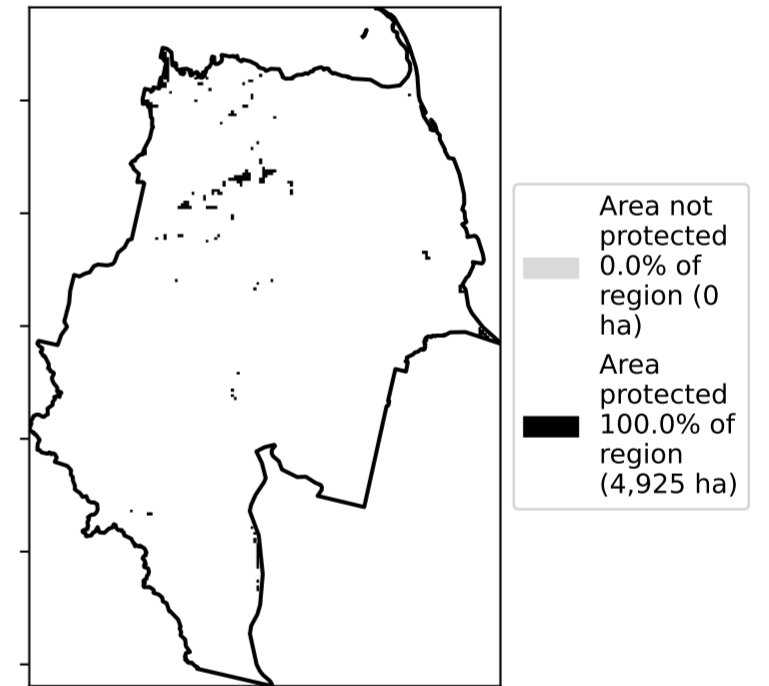 Area not
protected
0.0% of
region (0
ha)
Area
protected
100.0% of
region
(4,925 ha)